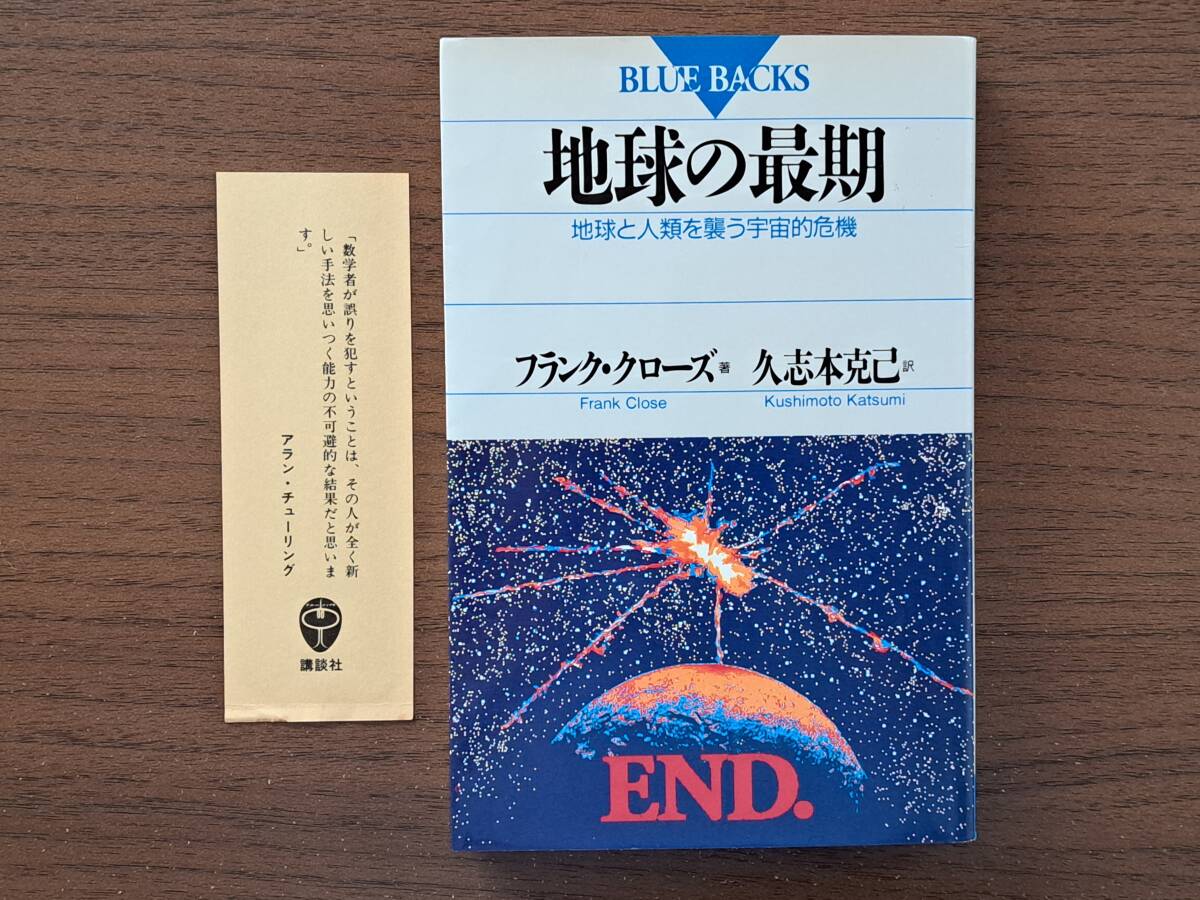 「数学者が誤りを犯すということは、その人が全く新
しい手法を思いつく能力の不可避的な結果だと思いま
す。」
アラン・チューリング
講談社
BLUE BACKS
地球の最期
地球と人類を襲う宇宙的危機
フランク・クローズ 著 久志本克己 訳
Frank Close Kushimoto Katsumi
END.